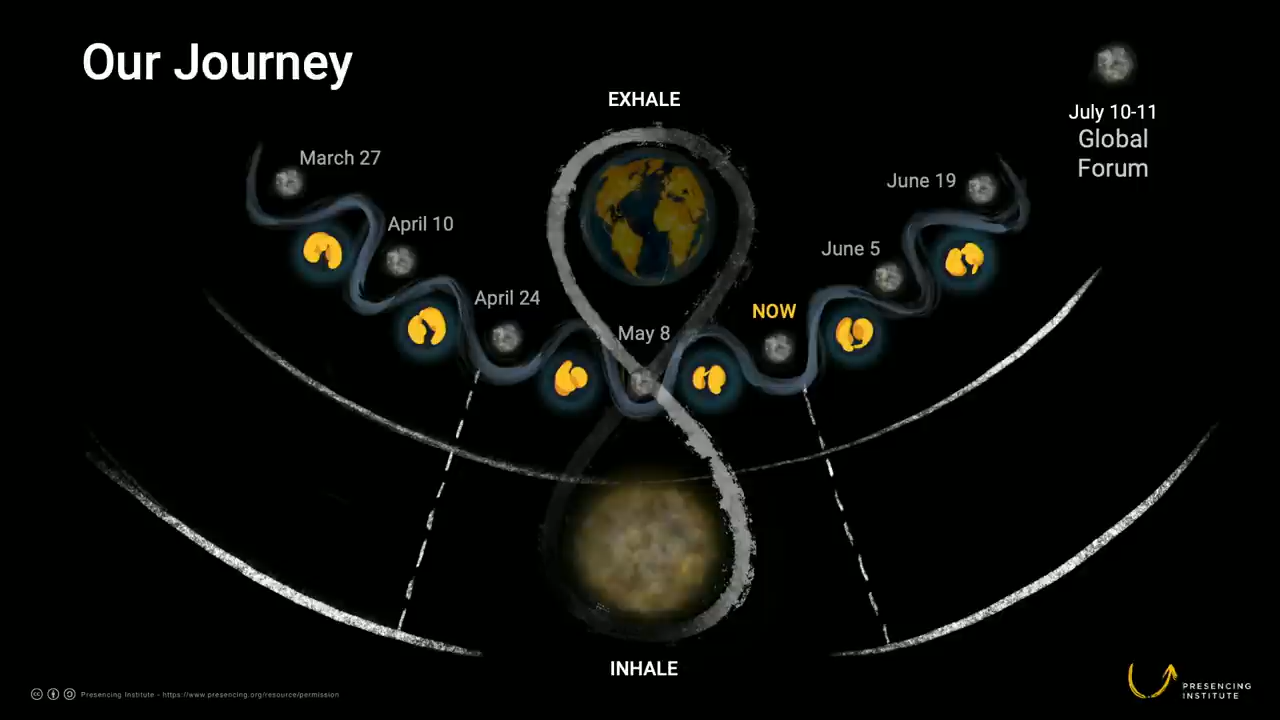 Our Journey
EXHALE
July 10-11
Global
Forum
March 27
June 19
April 10
June 5
April 24
NOW
May 8
INHALE
Presencing Institute - https://www.presencing.org/resource/permission
PRESENCING
INSTITUTE